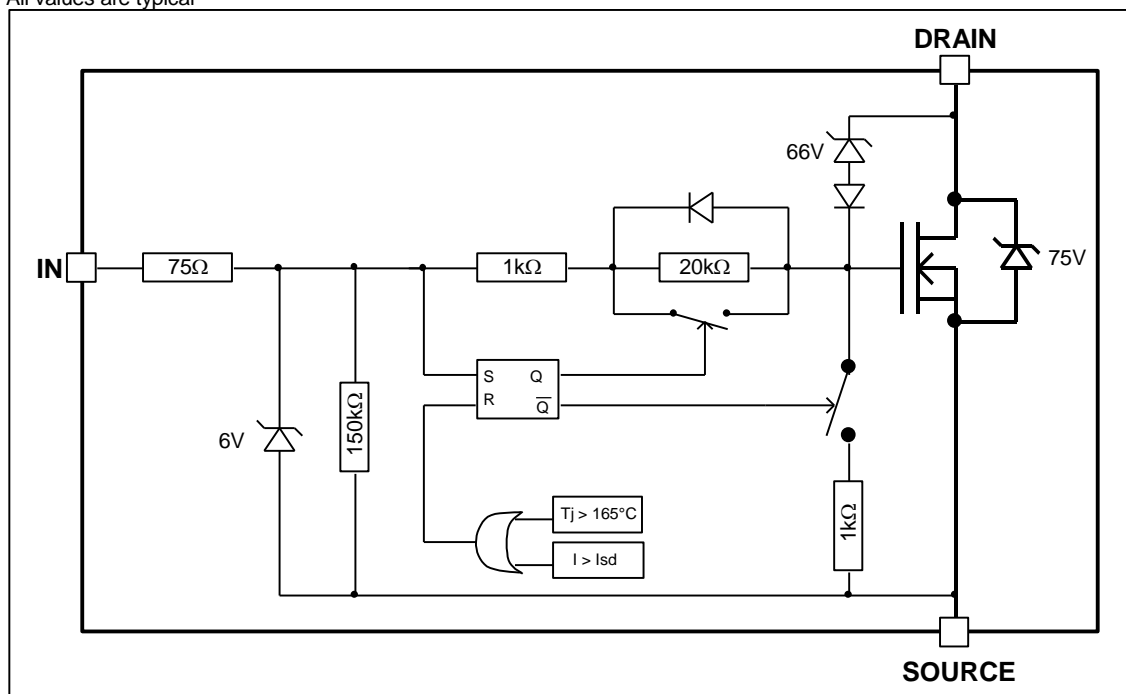 All values are typical
DRAIN
66V
75V
IN
75Ω
1kΩ
20kΩ
S Q
R Q̅
6V
150kΩ
Tj > 165°C
I > Isd
1kΩ
SOURCE